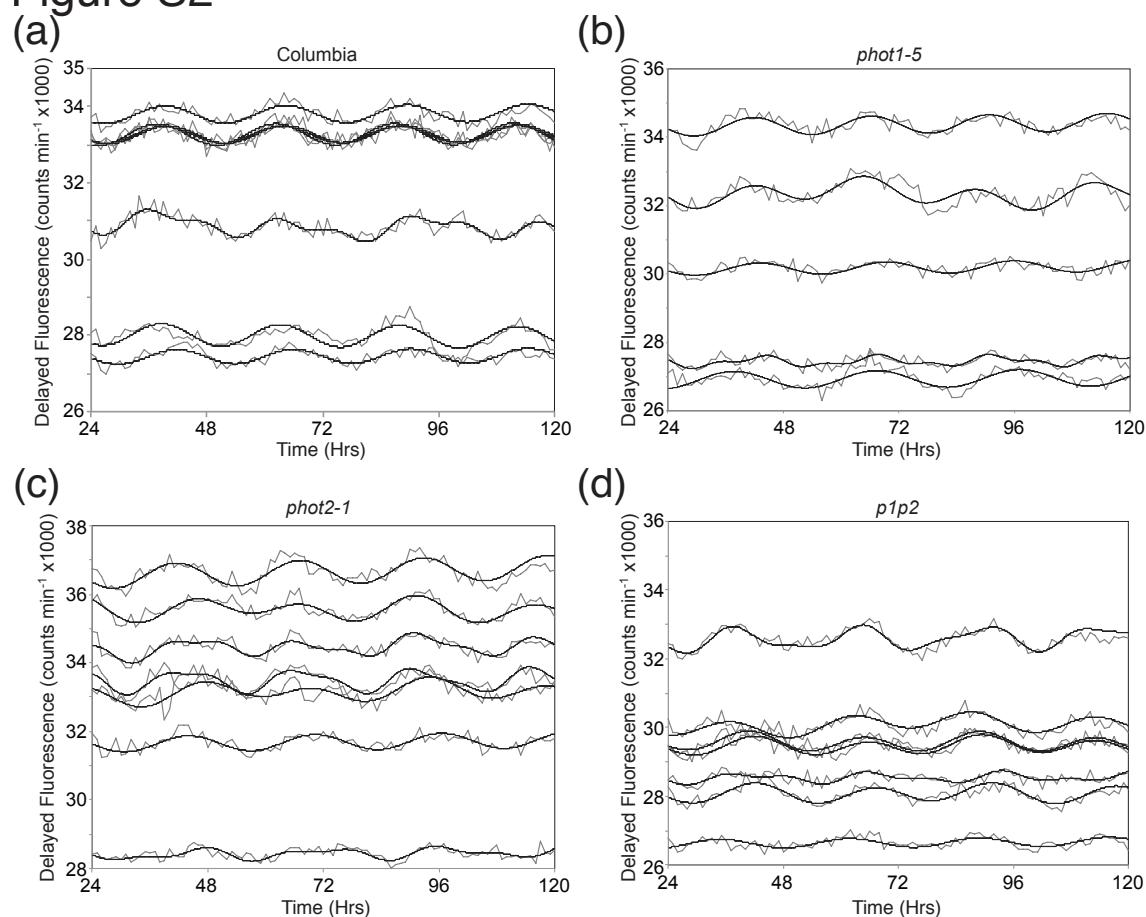 Figure S2
(a)
Columbia
Delayed Fluorescence (counts min⁻¹ x1000)
35
34
32
30
28
26
24 48 72 96 120
Time (Hrs)
(b)
phot1-5
Delayed Fluorescence (counts min⁻¹ x1000)
36
34
32
30
28
26
24 48 72 96 120
Time (Hrs)
(c)
phot2-1
Delayed Fluorescence (counts min⁻¹ x1000)
38
36
34
32
30
28
24 48 72 96 120
Time (Hrs)
(d)
p1p2
Delayed Fluorescence (counts min⁻¹ x1000)
36
34
32
30
28
26
24 48 72 96 120
Time (Hrs)